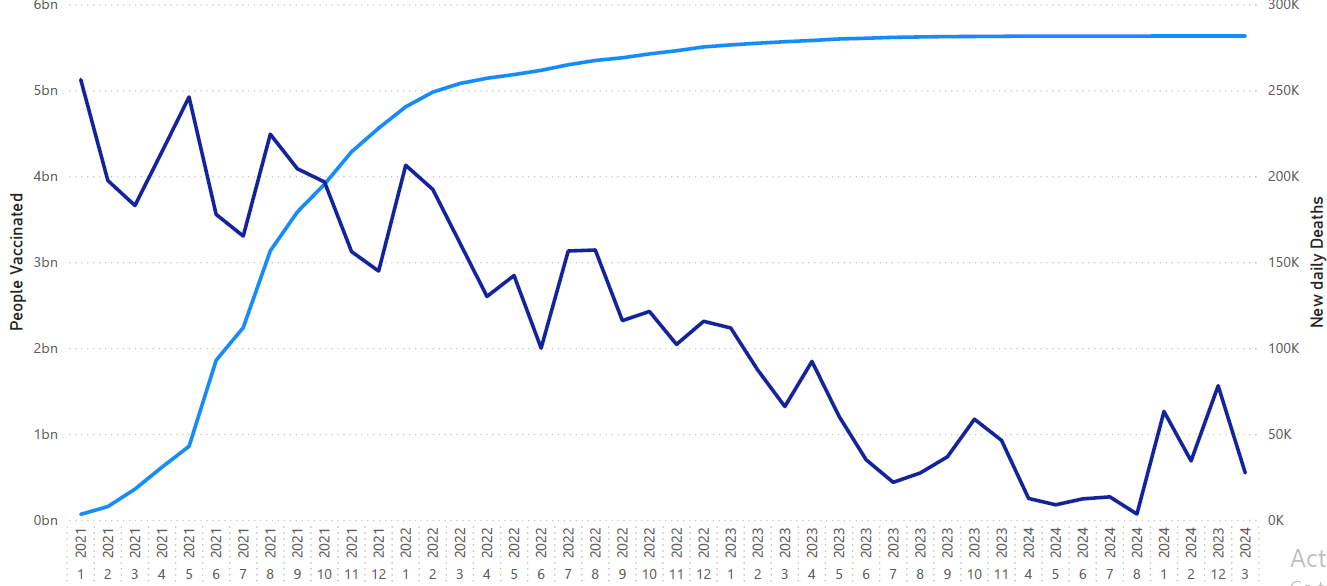 6bn
5bn
4bn
3bn
2bn
1bn
0bn
People Vaccinated
300K
250K
200K
150K
100K
50K
0K
New daily Deaths
2021 2021 2021 2021 2021 2021 2021 2021 2021 2021 2021 2021 2022 2022 2022 2022 2022 2022 2022 2022 2022 2022 2022 2022 2023 2023 2023 2023 2023 2023 2023 2023 2023 2023 2023 2024 2024 2024 2024 2024 2024 2024 2023 2024
1 2 3 4 5 6 7 8 9 10 11 12 1 2 3 4 5 6 7 8 9 10 11 12 1 2 3 4 5 6 7 8 9 10 11 4 5 6 7 8 1 2 12 3
Act